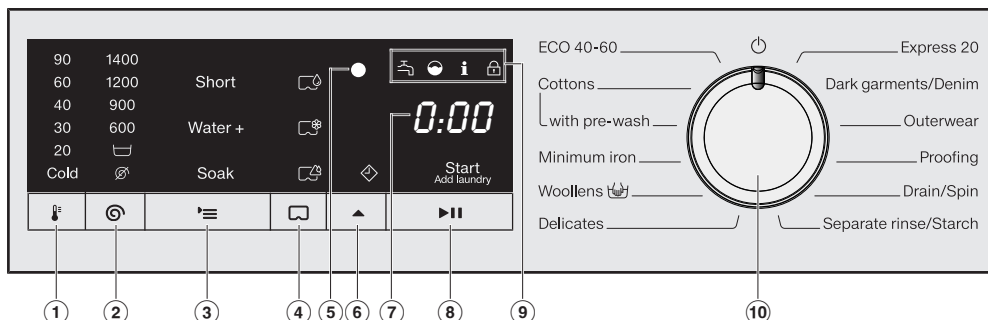 90 1400
60 1200 Short
40 900
30 600 Water +
20
Cold Soak
0:00
Start
Add laundry
ECO 40-60
Cottons
with pre-wash
Minimum iron
Woollens
Delicates
Express 20
Dark garments/Denim
Outerwear
Proofing
Drain/Spin
Separate rinse/Starch
1 2 3 4 5 6 7 8 9 10